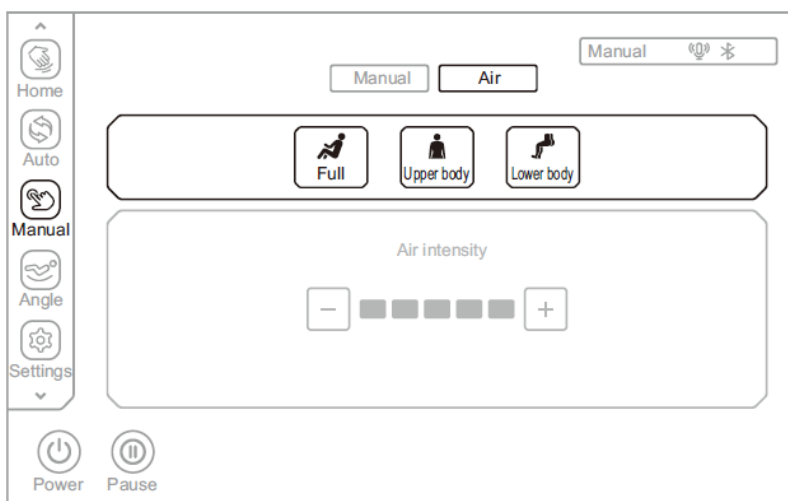 Manual
Manual
Air
Home
Auto
Manual
Angle
Settings
Full
Upper body
Lower body
Air intensity
Power
Pause